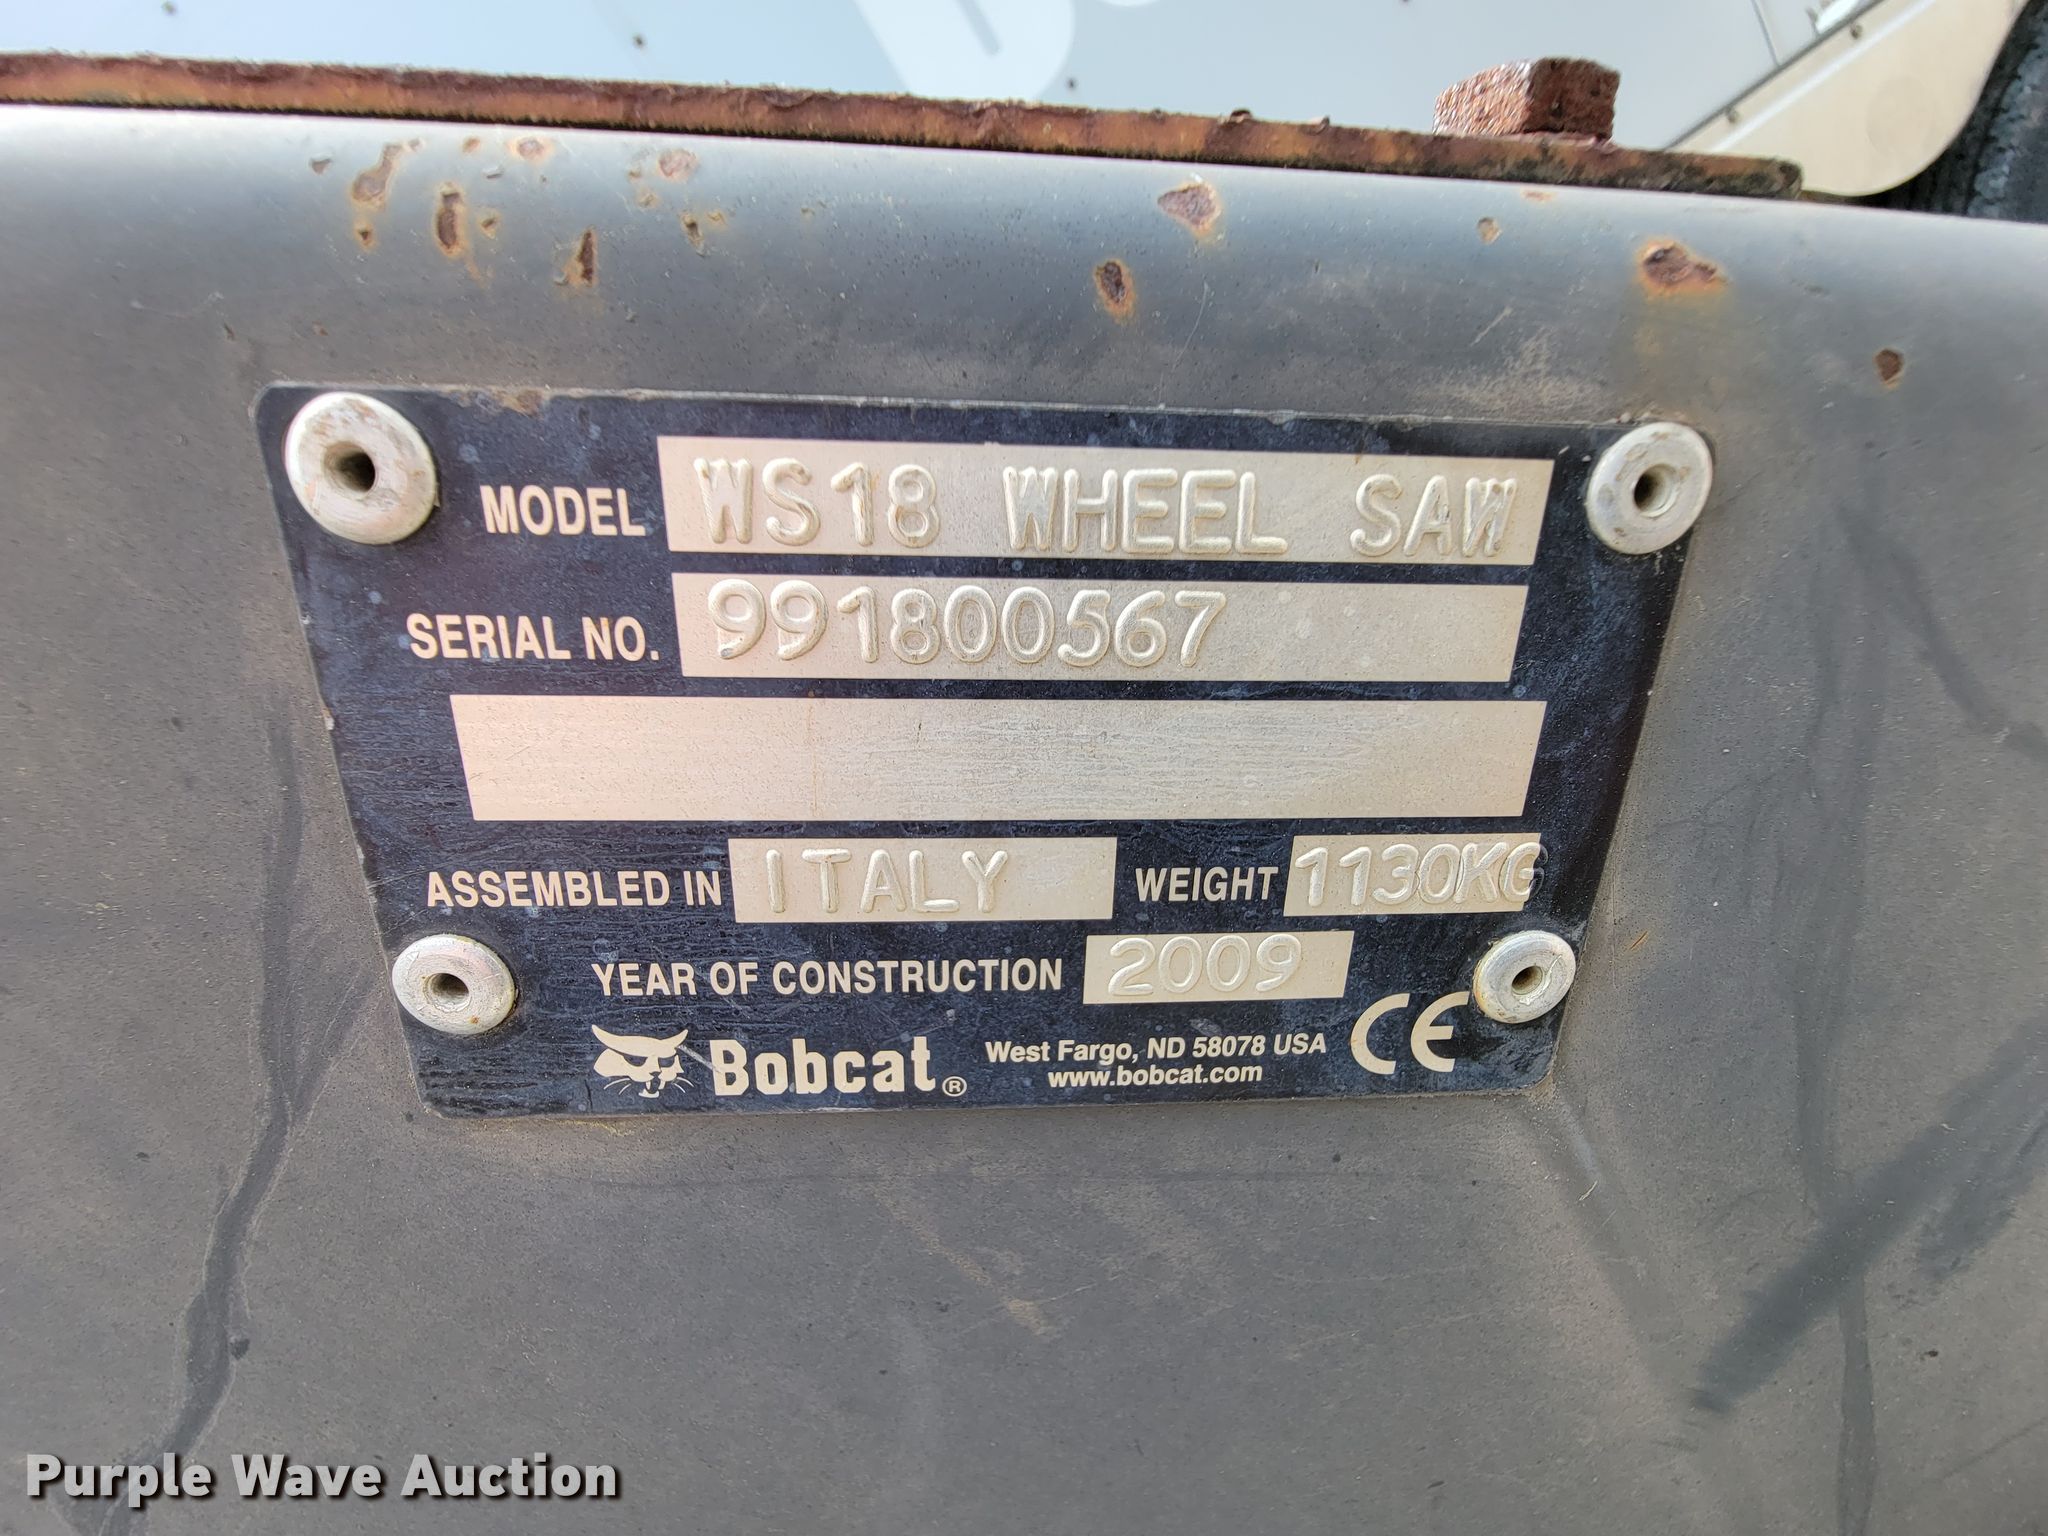 MODEL WS18 WHEEL SAW
SERIAL NO. 991800567
ASSEMBLED IN ITALY WEIGHT 1130KG
YEAR OF CONSTRUCTION 2009
Bobcat® West Fargo, ND 58078 USA
www.bobcat.com
CE
Purple Wave Auction